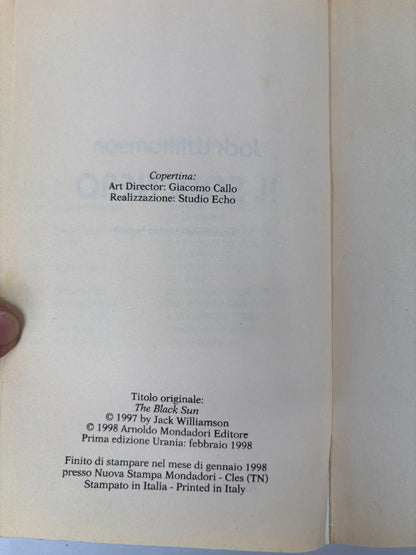 Copertina:
Art Director: Giacomo Callo
Realizzazione: Studio Echo
Titolo originale:
The Black Sun
© 1997 by Jack Williamson
© 1998 Arnoldo Mondadori Editore
Prima edizione Urania: febbraio 1998
Finito di stampare nel mese di gennaio 1998
presso Nuova Stampa Mondadori - Cles (TN)
Stampato in Italia - Printed in Italy